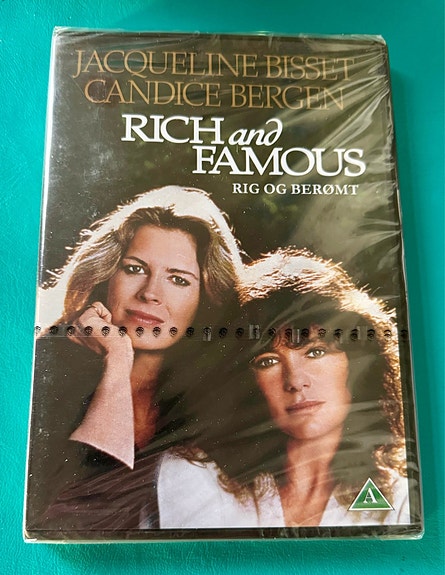 JACQUELINE BISSET
CANDICE BERGEN
RICH and
FAMOUS
RIG OG BERØMT
A